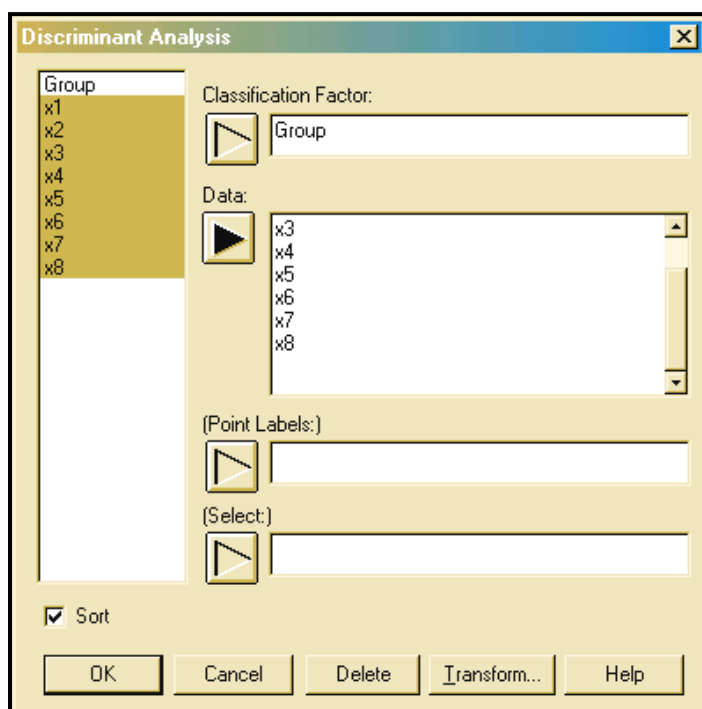 Discriminant Analysis
Group
x1
x2
x3
x4
x5
x6
x7
x8
Classification Factor:
Group
Data:
x3
x4
x5
x6
x7
x8
(Point Labels:)
(Select:)
Sort
OK Cancel Delete Transform... Help